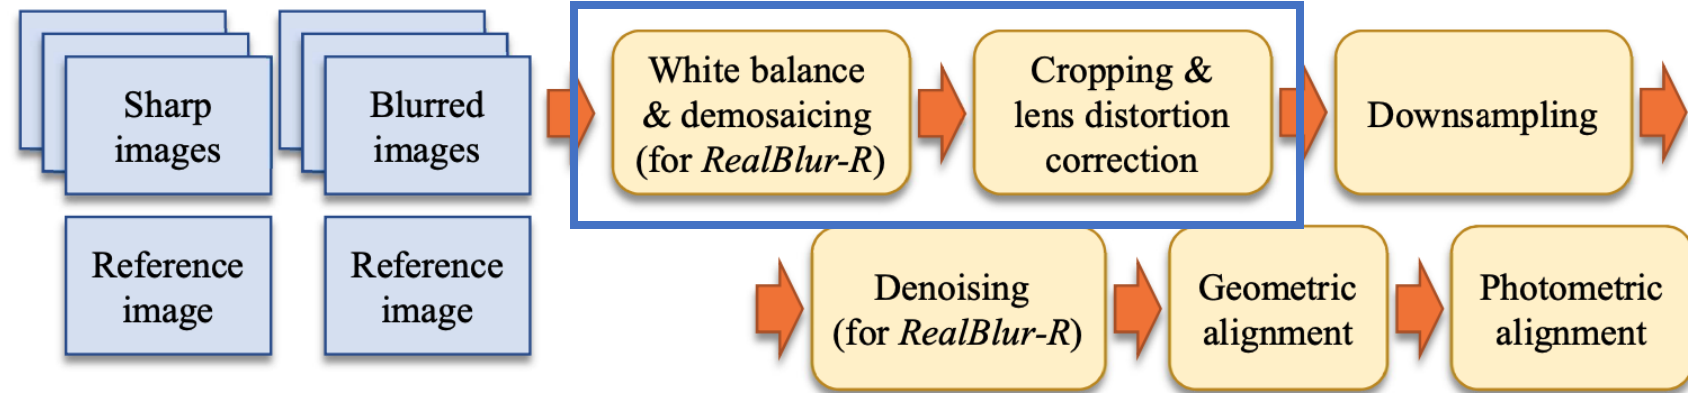 Sharp
images
Blurred
images
White balance
& demosaicing
(for RealBlur-R)
Cropping &
lens distortion
correction
Downsampling
Reference
image
Reference
image
Denoising
(for RealBlur-R)
Geometric
alignment
Photometric
alignment